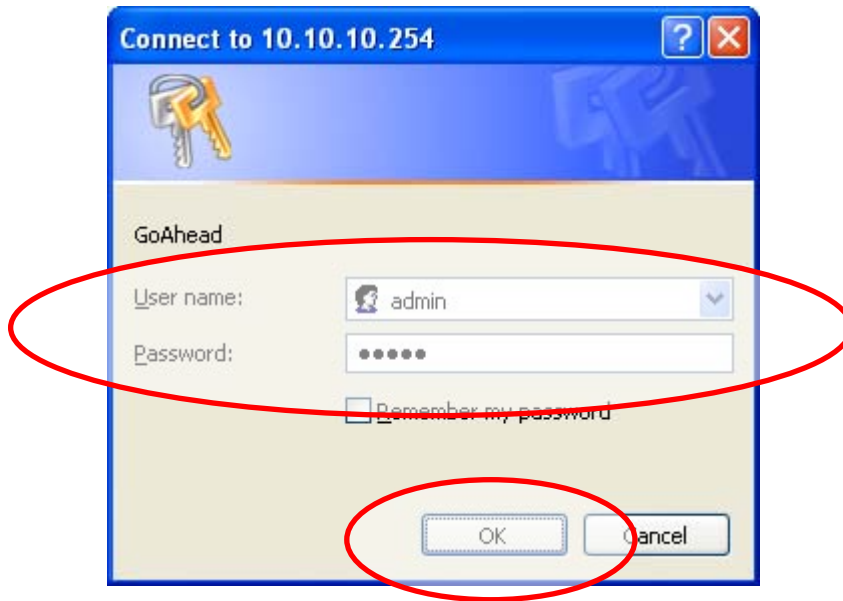 Connect to 10.10.10.254
GoAhead
User name:
admin
Password:
●●●●●
Remember my password
OK
Cancel